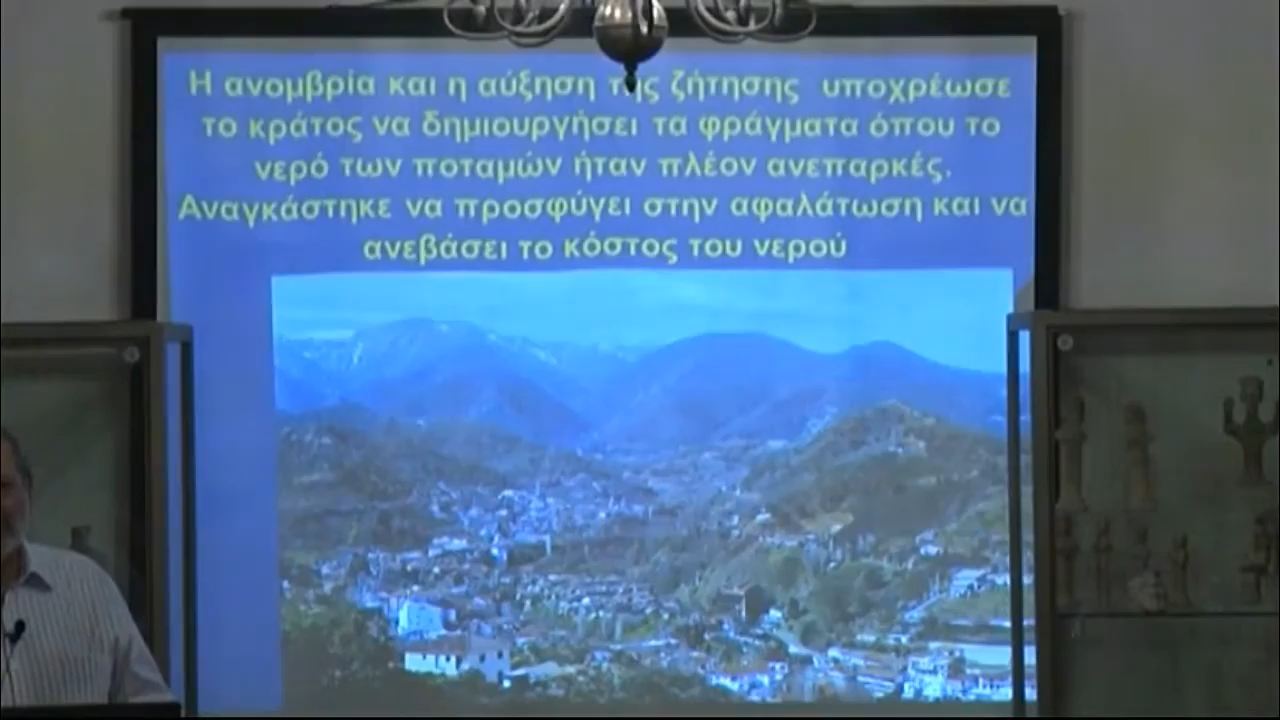 Η ανομβρία και η αύξηση της ζήτησης υποχρέωσε
το κράτος να δημιουργήσει τα φράγματα όπου το
νερό των ποταμών ήταν πλέον ανεπαρκές.
Αναγκάστηκε να προσφύγει στην αφαλάτωση και να
ανεβάσει το κόστος του νερού